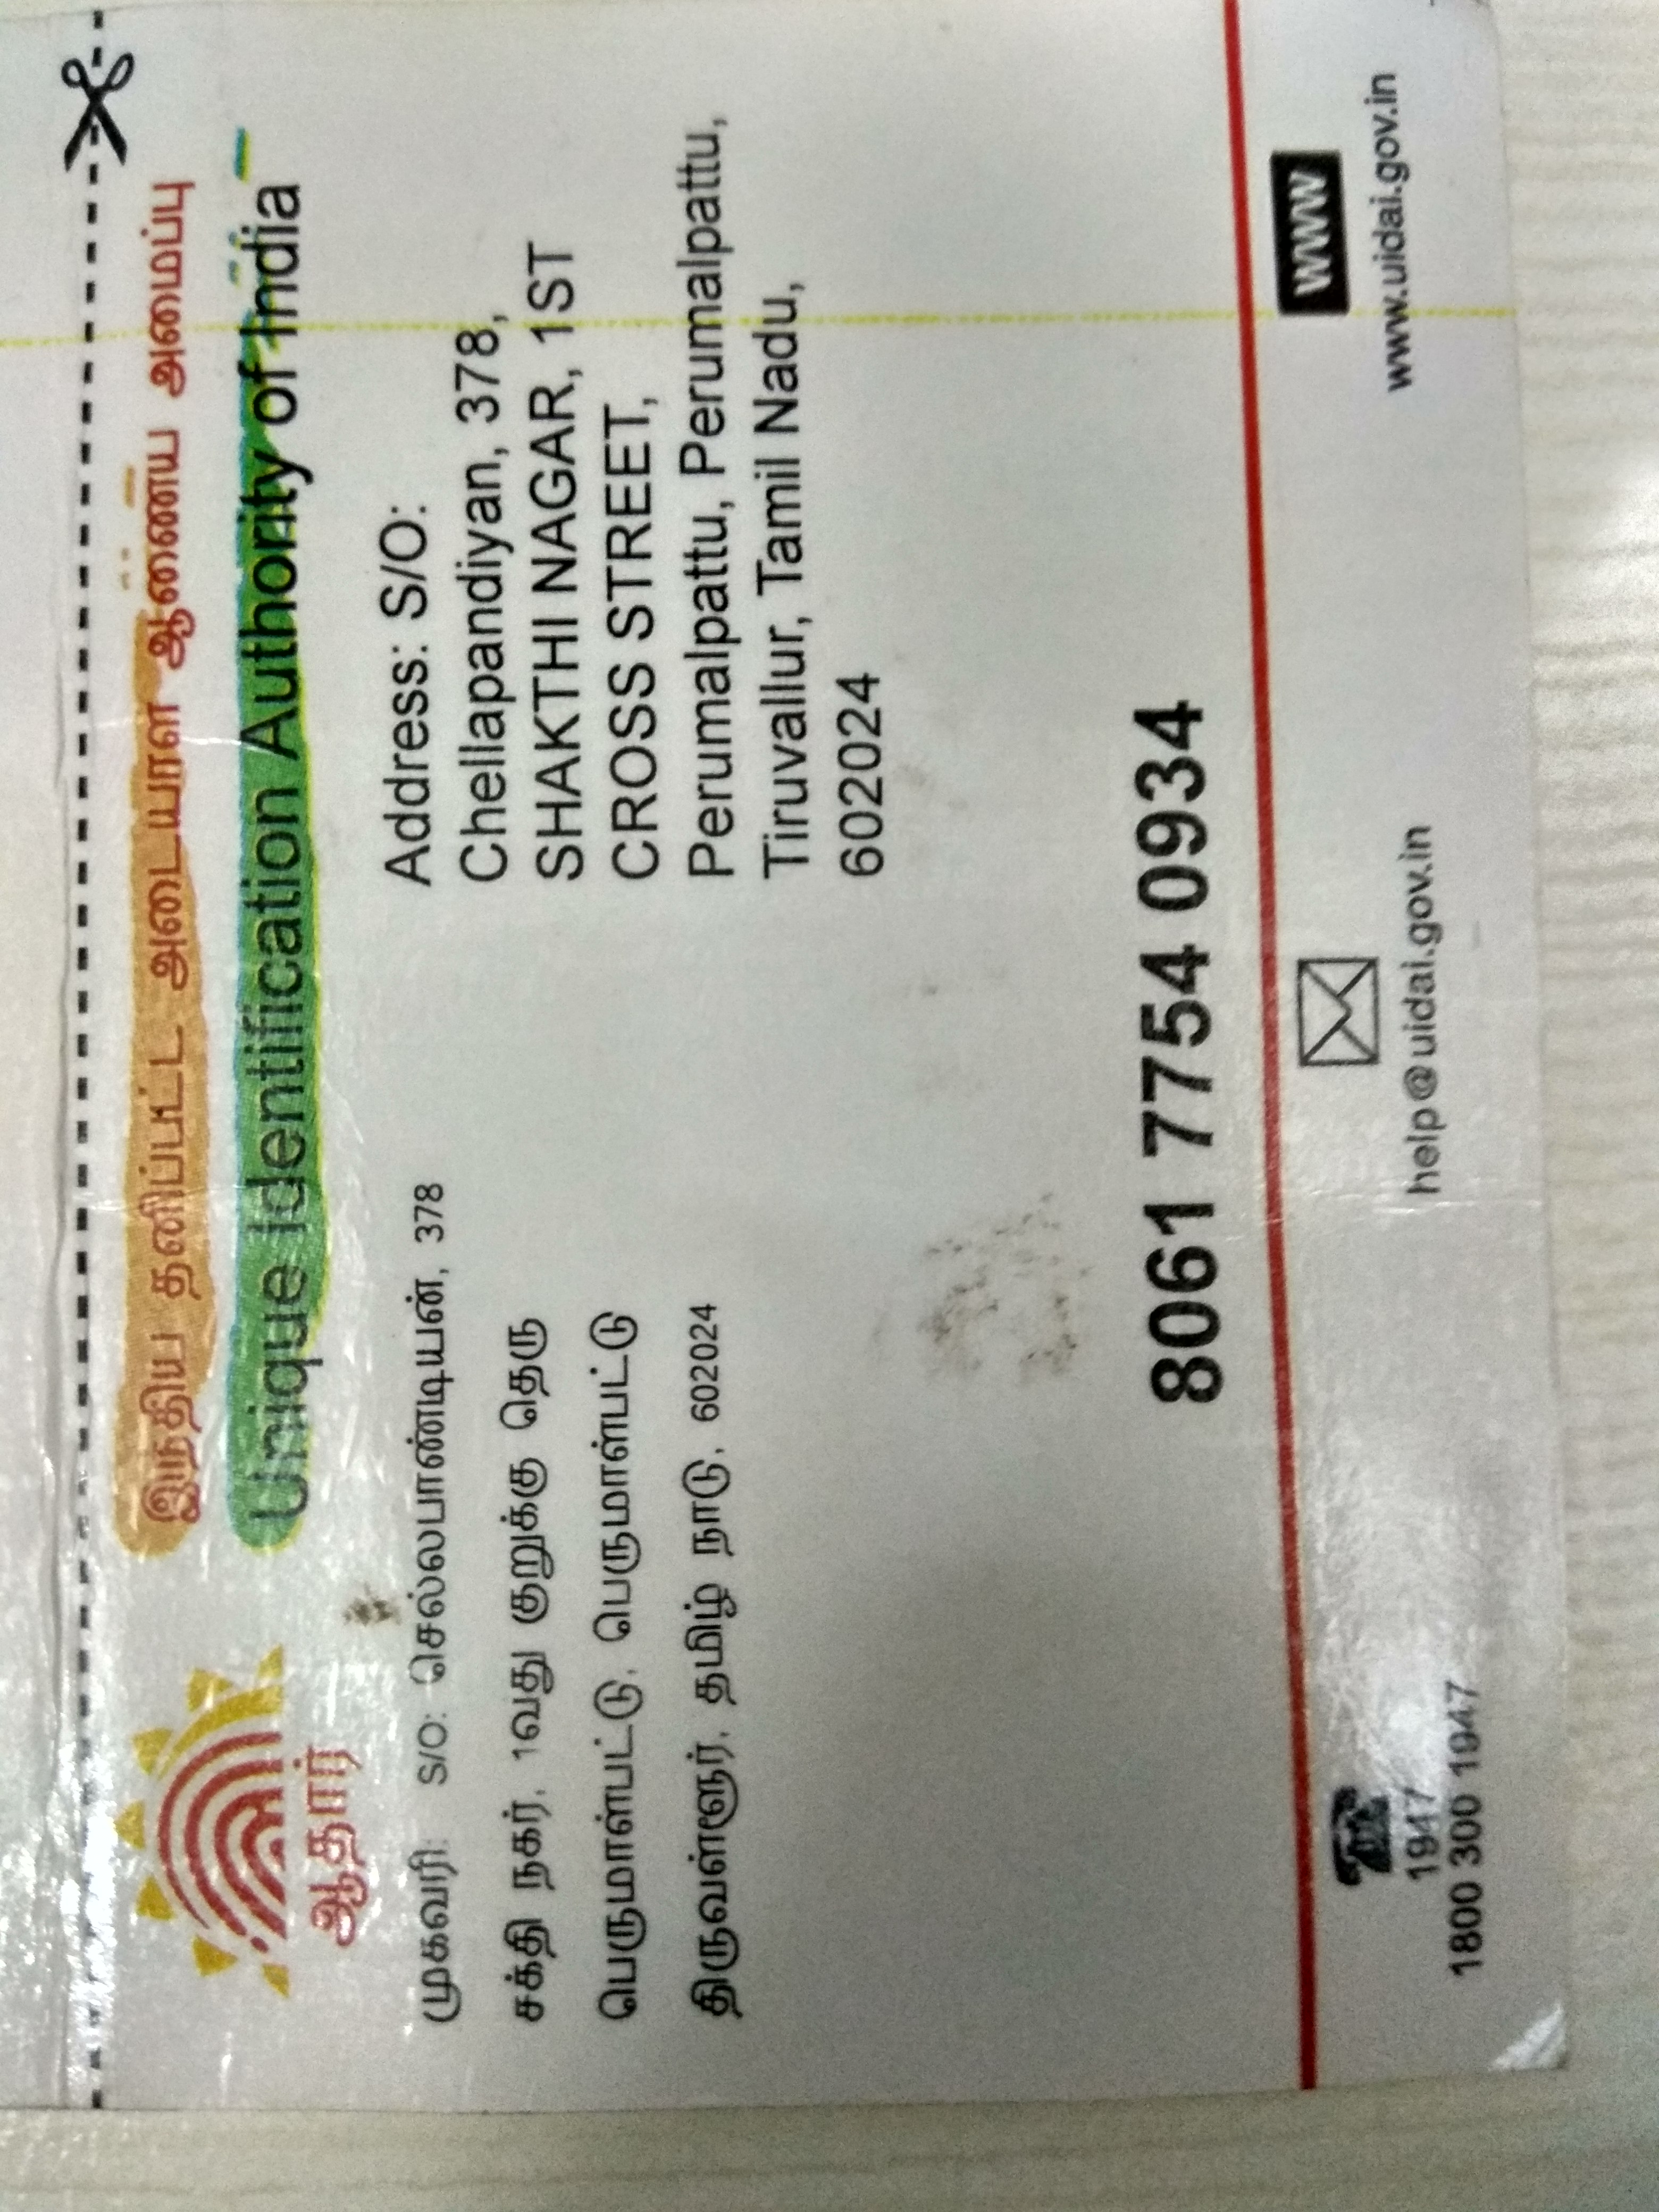 இந்திய தனிப்பட்ட அடையாள ஆணைய அமைப்பு
Unique Identification Authority of India
ஆதார்
முகவரி: S/O: செல்லபாண்டியன், 378
சக்தி நகர், 1வது குறுக்கு தெரு
பெருமாள்பட்டு, பெருமாள்பட்டு
திருவள்ளூர், தமிழ் நாடு, 602024
Address: S/O:
Chellapandiyan, 378,
SHAKTHI NAGAR, 1ST
CROSS STREET,
Perumalpattu, Perumalpattu,
Tiruvallur, Tamil Nadu,
602024
8061 7754 0934
1947
1800 300 1947
help@uidai.gov.in
WWW
www.uidai.gov.in